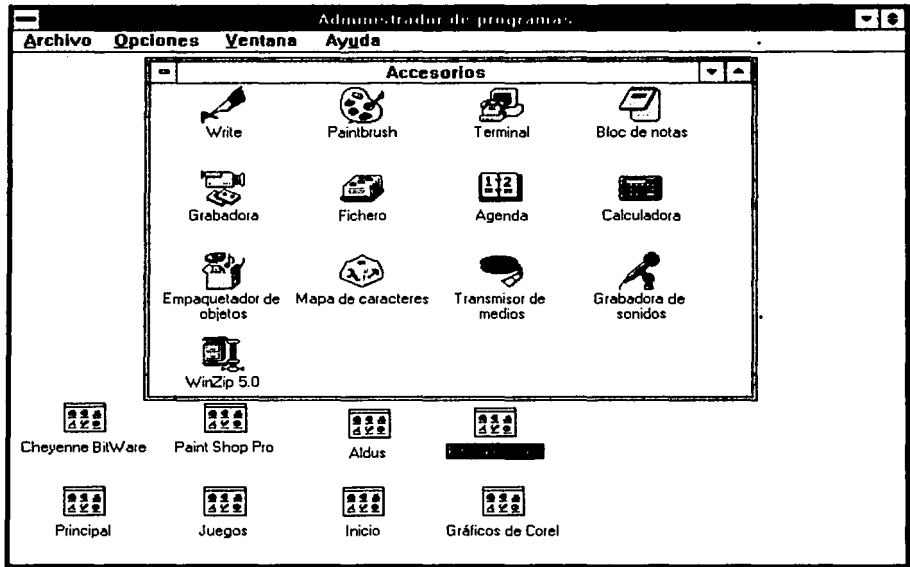 Administrador de programas
Archivo Opciones Ventana Ayuda
Accesorios
Write Paintbrush Terminal Bloc de notas
1 2
Grabadora Fichero Agenda Calculadora
Empaquetador de objetos Mapa de caracteres Transmisor de medios Grabadora de sonidos
WinZip 5.0
Cheyenne BitWare Paint Shop Pro Aldus
Principal Juegos Inicio Gráficos de Corel